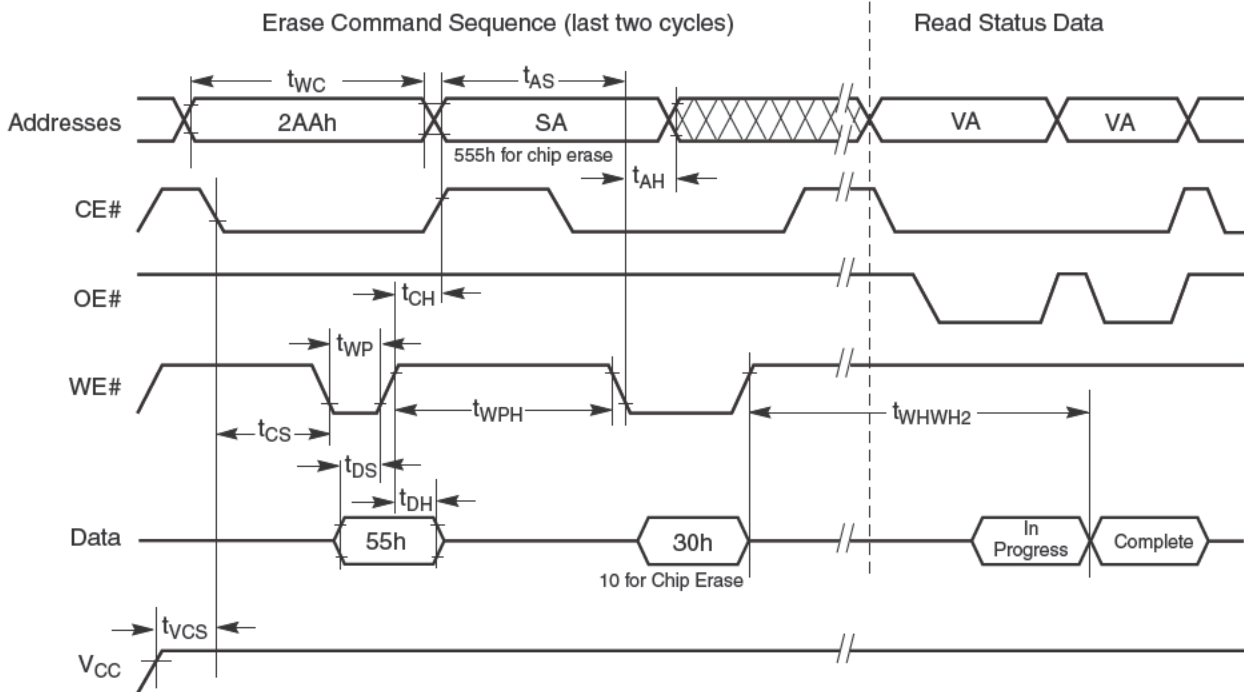 Erase Command Sequence (last two cycles) Read Status Data
tWC tAS
Addresses 2AAh SA VA VA
555h for chip erase
tAH
CE#
OE# tCH
tWP
WE#
tWPH tWHWH2
tCS
tDS
tDH
Data 55h 30h In Progress Complete
10 for Chip Erase
tVCS
VCC